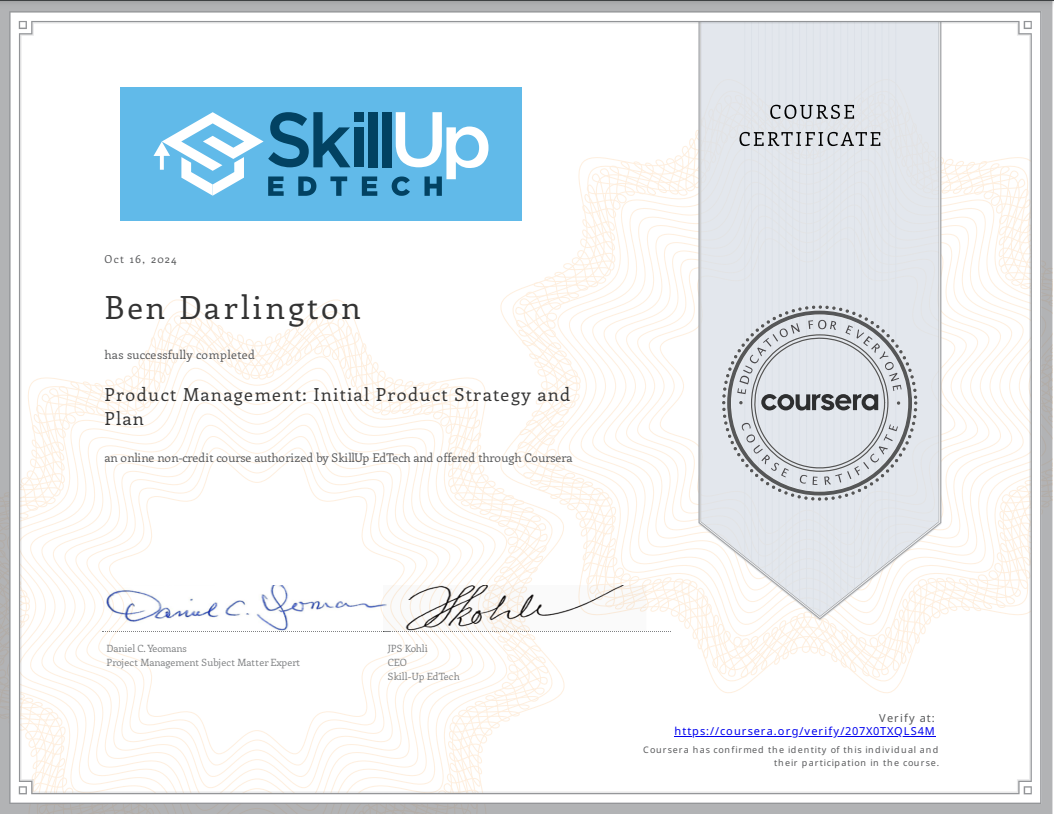 SkillUp
EDTECH
COURSE
CERTIFICATE
Oct 16, 2024
Ben Darlington
has successfully completed
Product Management: Initial Product Strategy and
Plan
an online non-credit course authorized by SkillUp EdTech and offered through Coursera
EDUCATION FOR EVERYONE
coursera
COURSE CERTIFICATE
Daniel C. Yeoman
JPSKohli
Daniel C. Yeomans
Project Management Subject Matter Expert
JPS Kohli
CEO
Skill-Up EdTech
Verify at:
https://coursera.org/verify/207X0TXQLS4M
Coursera has confirmed the identity of this individual and
their participation in the course.